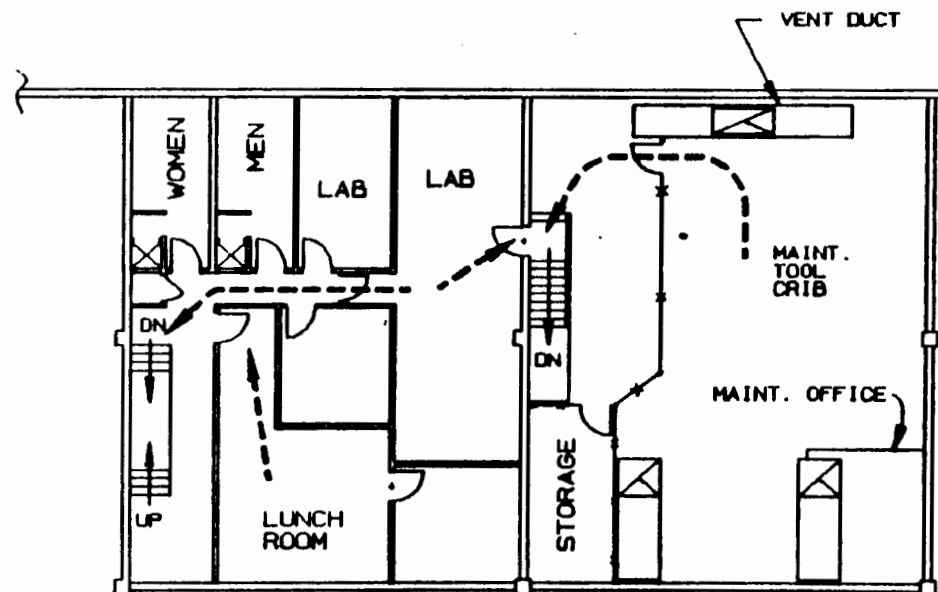 VENT DUCT
WOMEN
MEN
LAB
LAB
MAINT.
TOOL
CRIB
DN
DN
MAINT. OFFICE
STORAGE
UP
LUNCH
ROOM